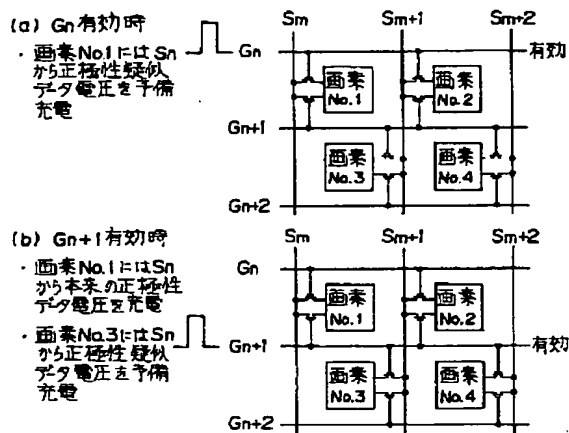 (a) Gn有効時
・画素No.1にはSn
から正極性疑似
データ電圧を予備
充電
Sm Sm+1 Sm+2
Gn 有効
画素
No.1
画素
No.2
Gn+1
画素
No.3
画素
No.4
Gn+2
(b) Gn+1有効時
・画素No.1にはSn
から本来の正極性
データ電圧を充電
・画素No.3にはSn
から正極性疑似
データ電圧を予備
充電
Sm Sm+1 Sm+2
Gn
画素
No.1
画素
No.2
Gn+1 有効
画素
No.3
画素
No.4
Gn+2